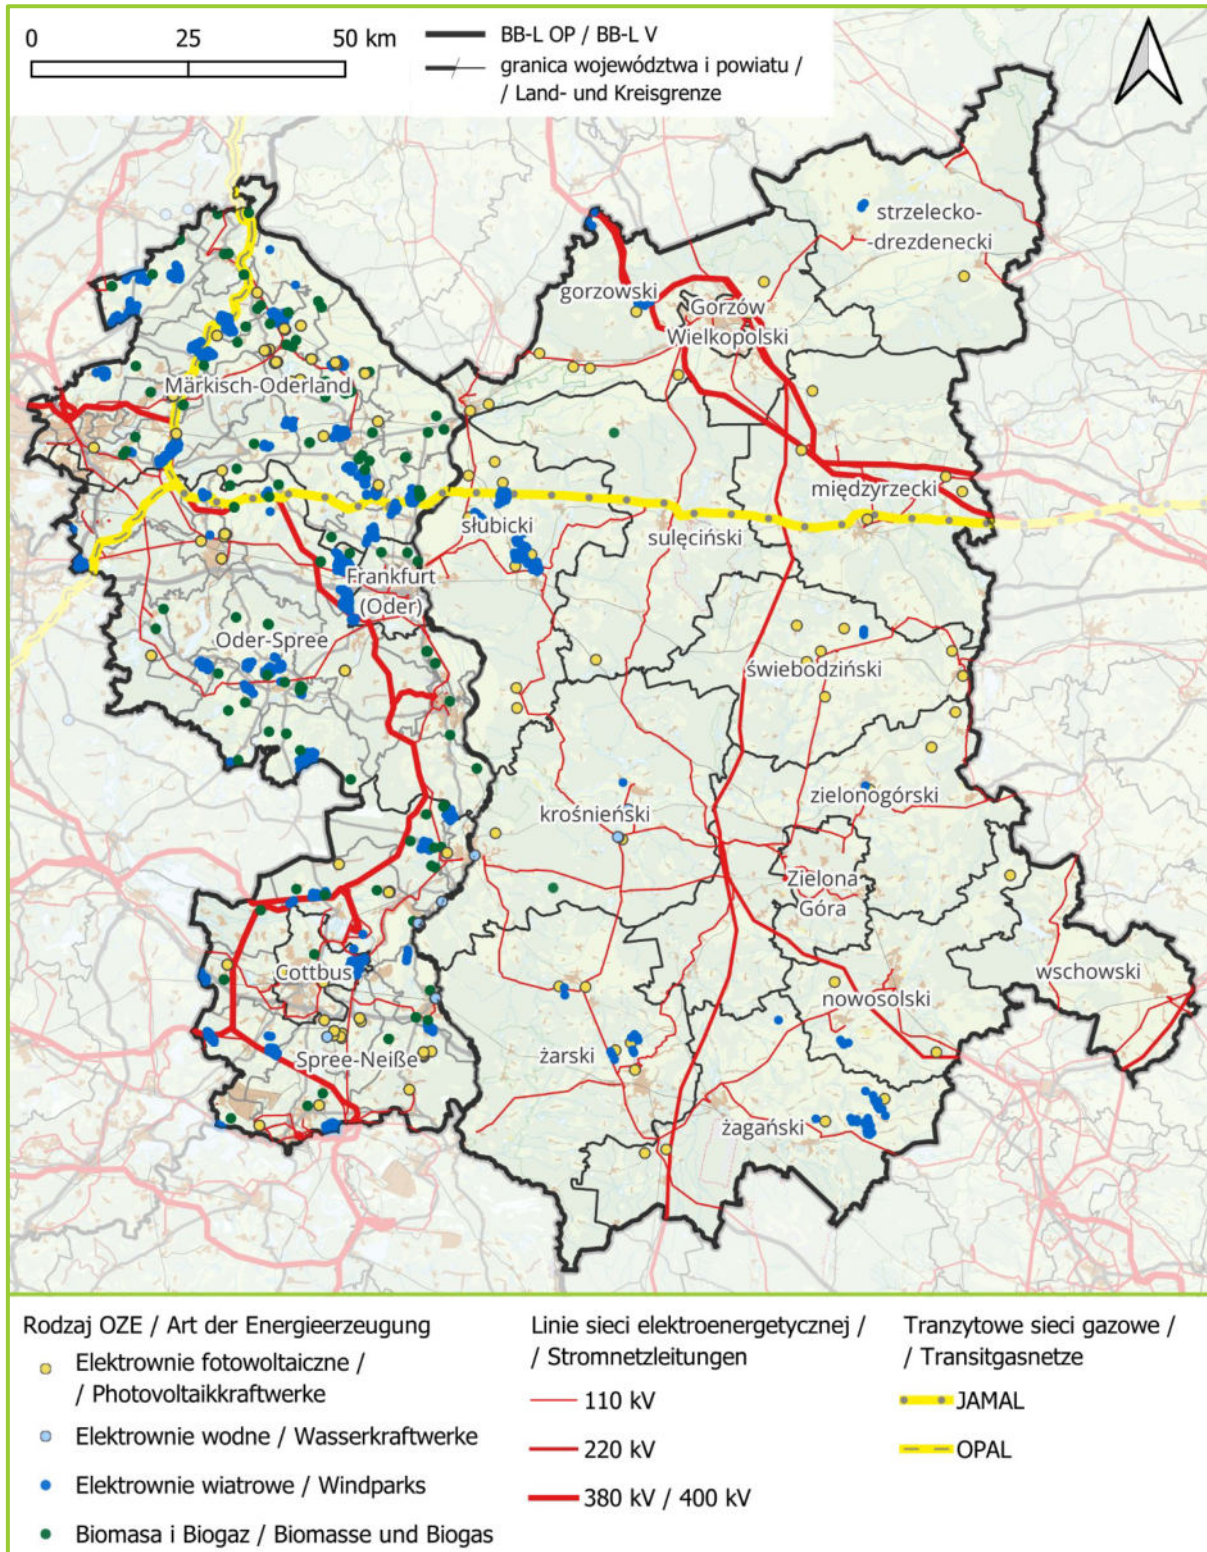 0 25 50 km
BB-L OP / BB-L V
granica województwa i powiatu /
/ Land- und Kreisgrenze
strzelecko-
-drezdenecki
gorzowski
Gorzów
Wielkopolski
Märkisch-Oderland
międzyrzecki
słubicki
sulęciński
Frankfurt
(Oder)
Oder-Spree
świebodziński
zielonogórski
krośnieński
Zielona
Góra
Cottbus
wschowski
nowosolski
żarski
Spree-Neiße
żagański
Rodzaj OZE / Art der Energieerzeugung
Elektrownie fotowoltaiczne /
/ Photovoltaikkraftwerke
Elektrownie wodne / Wasserkraftwerke
Elektrownie wiatrowe / Windparks
Biomasa i Biogaz / Biomasse und Biogas
Linie sieci elektroenergetycznej /
/ Stromnetzleitungen
110 kV
220 kV
380 kV / 400 kV
Tranzytowe sieci gazowe /
/ Transitgasnetze
JAMAL
OPAL